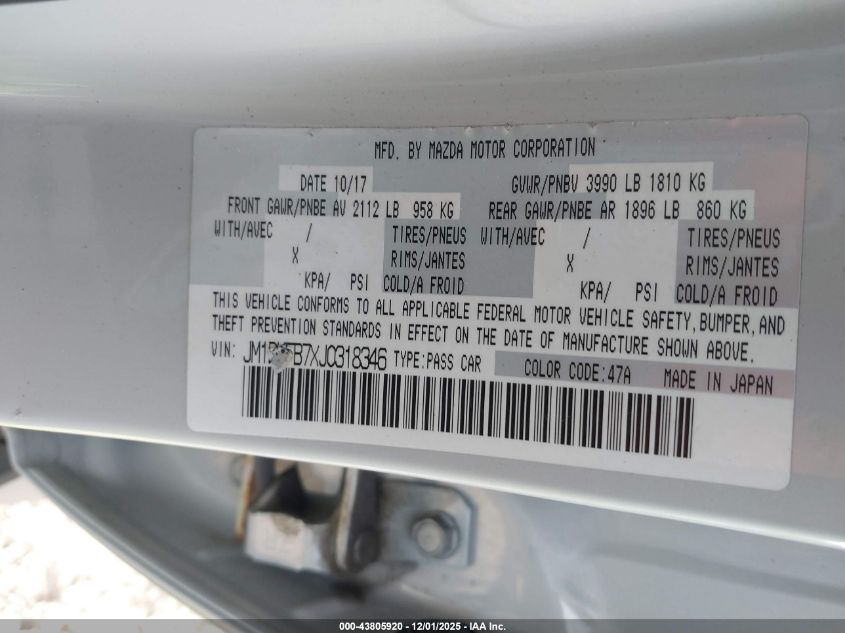 MFD. BY MAZDA MOTOR CORPORATION
DATE 10/17 GVWR/PNBV 3990 LB 1810 KG
FRONT GAWR/PNBE AV 2112 LB 958 KG REAR GAWR/PNBE AR 1896 LB 860 KG
WITH/AVEC / TIRES/PNEUS WITH/AVEC / TIRES/PNEUS
X RIMS/JANTES X RIMS/JANTES
KPA/ PSI COLD/A FROID KPA/ PSI COLD/A FROID
THIS VEHICLE CONFORMS TO ALL APPLICABLE FEDERAL MOTOR VEHICLE SAFETY, BUMPER, AND
THEFT PREVENTION STANDARDS IN EFFECT ON THE DATE OF MANUFACTURE SHOWN ABOVE.
VIN: TYPE: PASS CAR COLOR CODE: 47A MADE IN JAPAN
000-43805920 - 12/01/2025 - IAA Inc.